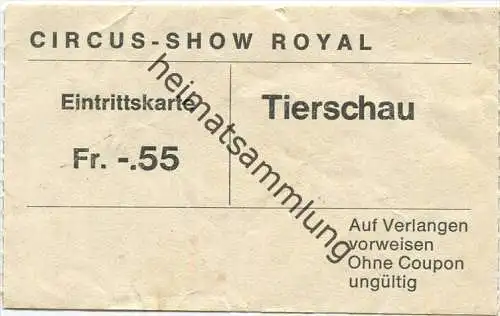 CIRCUS-SHOW ROYAL
Eintrittskarte
Fr. -.55
Tierschau
Auf Verlangen
vorweisen
Ohne Coupon
ungültig
heimatsammlung